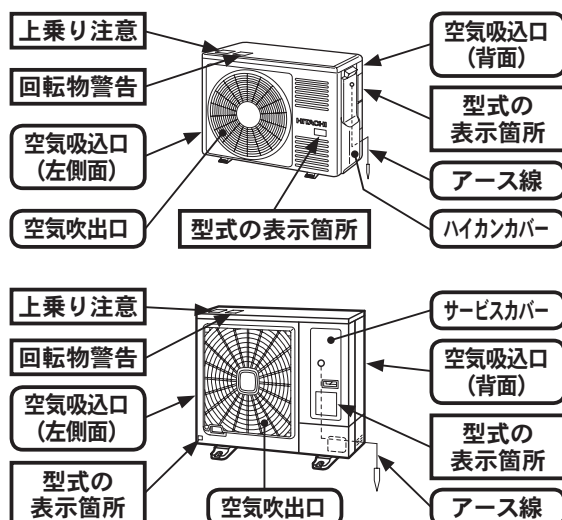 上乗り注意
回転物警告
空気吸込口
(左側面)
空気吹出口
型式の表示箇所
HITACHI
空気吸込口
(背面)
型式の
表示箇所
アース線
ハイカンカバー
上乗り注意
回転物警告
空気吸込口
(左側面)
型式の
表示箇所
空気吹出口
サービスカバー
空気吸込口
(背面)
型式の
表示箇所
アース線